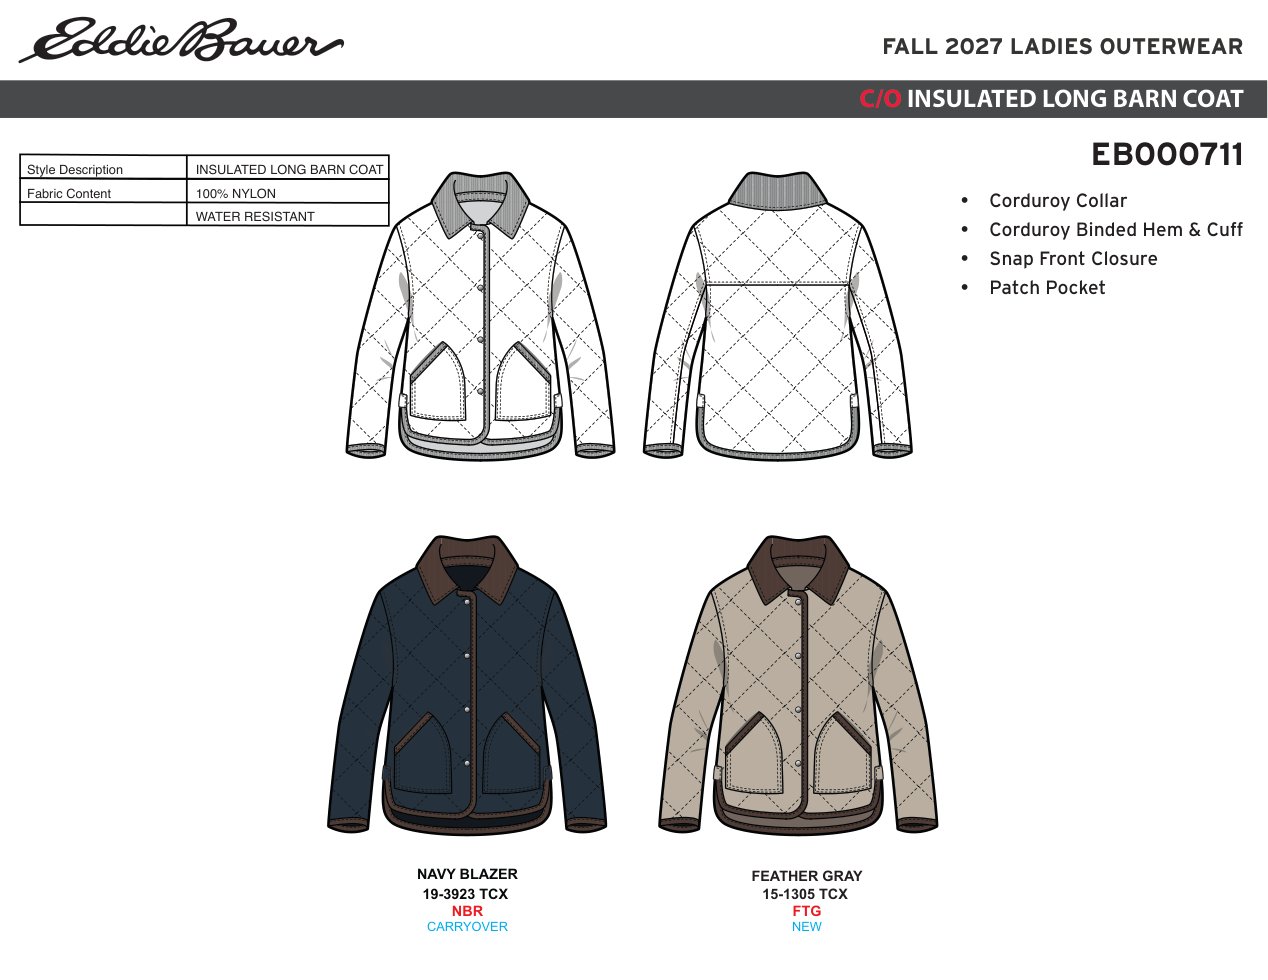 Eddie Bauer
FALL 2027 LADIES OUTERWEAR
C/O INSULATED LONG BARN COAT
EB000711
Style Description INSULATED LONG BARN COAT
Fabric Content 100% NYLON
WATER RESISTANT
• Corduroy Collar
• Corduroy Binded Hem & Cuff
• Snap Front Closure
• Patch Pocket
NAVY BLAZER
19-3923 TCX
NBR
CARRYOVER
FEATHER GRAY
15-1305 TCX
FTG
NEW